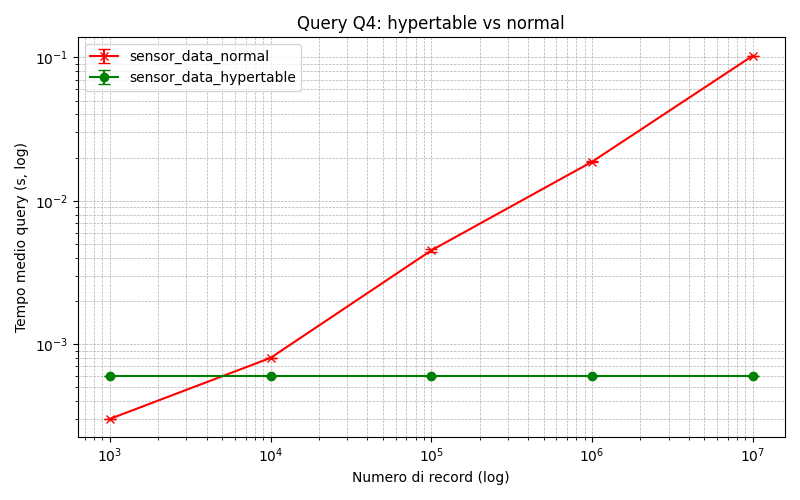 Query Q4: hypertable vs normal
sensor_data_normal
sensor_data_hypertable
Tempo medio query (s, log)
10⁻¹
10⁻²
10⁻³
10³ 10⁴ 10⁵ 10⁶ 10⁷
Numero di record (log)